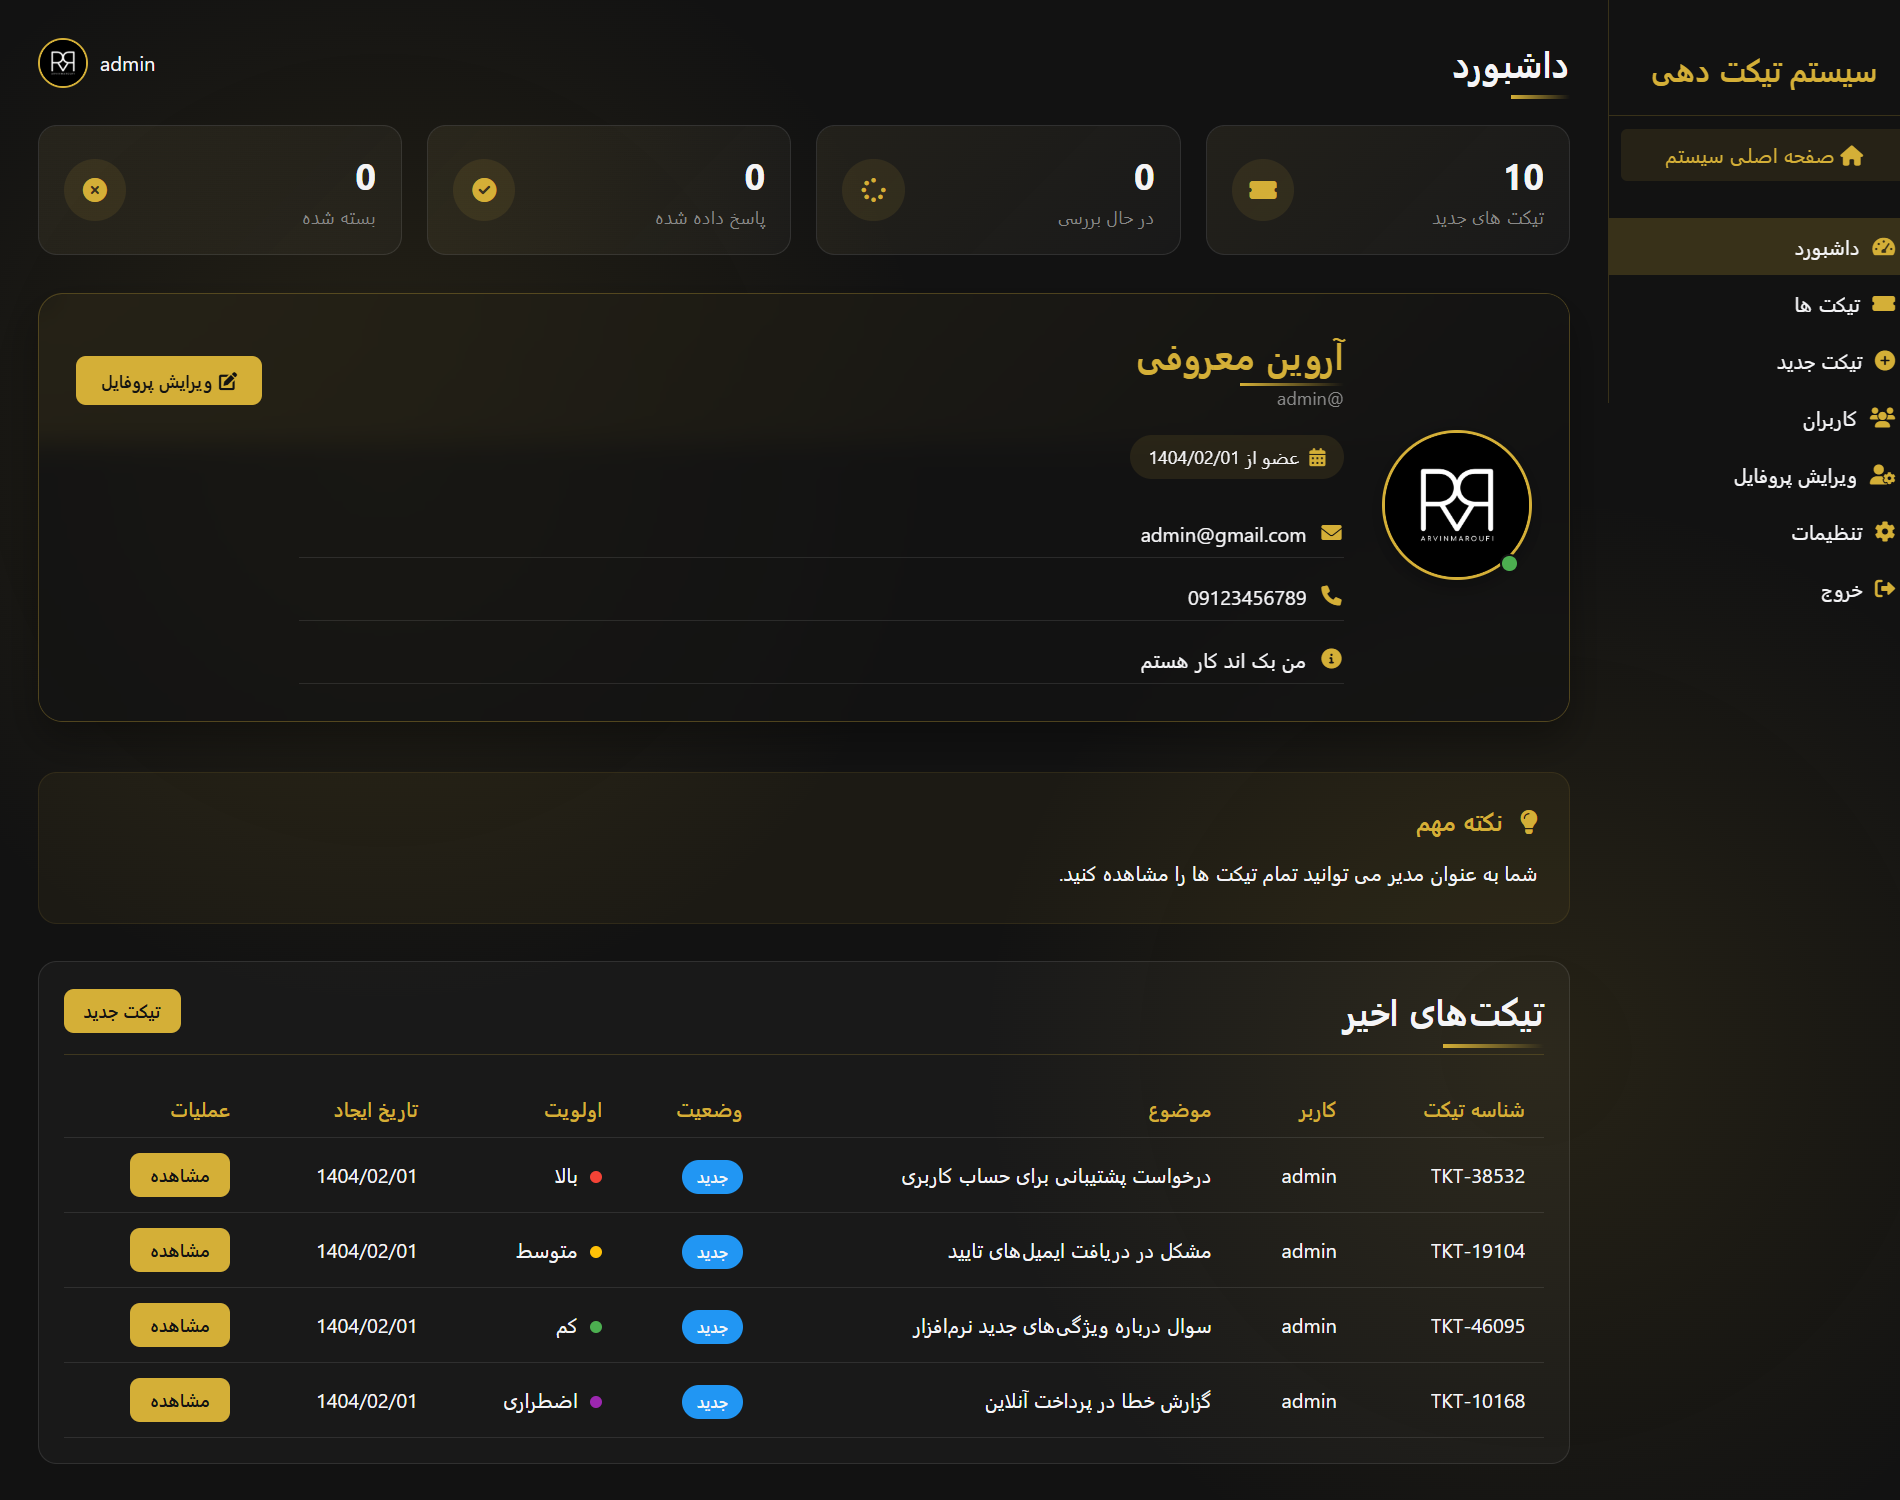 سیستم تیکت دهی
صفحه اصلی سیستم
داشبورد
تیکت ها
تیکت جدید
کاربران
ویرایش پروفایل
تنظیمات
خروج
داشبورد
admin
10
تیکت های جدید
0
در حال بررسی
0
پاسخ داده شده
0
بسته شده
آروین معروفی
@admin
ویرایش پروفایل
عضو از 1404/02/01
ARVINMAROUFI
admin@gmail.com
09123456789
من بک اند کار هستم
نکته مهم
شما به عنوان مدیر می توانید تمام تیکت ها را مشاهده کنید.
تیکت‌های اخیر
تیکت جدید
شناسه تیکت کاربر موضوع وضعیت اولویت تاریخ ایجاد عملیات
TKT-38532 admin درخواست پشتیبانی برای حساب کاربری جدید بالا 1404/02/01 مشاهده
TKT-19104 admin مشکل در دریافت ایمیل‌های تایید جدید متوسط 1404/02/01 مشاهده
TKT-46095 admin سوال درباره ویژگی‌های جدید نرم‌افزار جدید کم 1404/02/01 مشاهده
TKT-10168 admin گزارش خطا در پرداخت آنلاین جدید اضطراری 1404/02/01 مشاهده